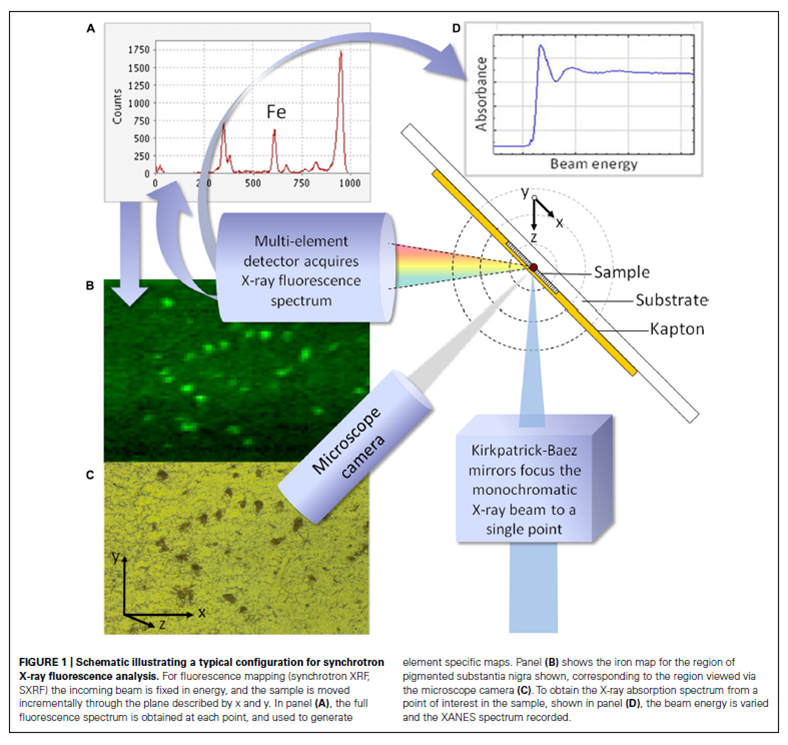 A
1750
1500
1250
1000
750
500
250
0
Counts
Fe
0
500
750
1000
D
Absorbance
Beam energy
y
x
z
Multi-element
detector acquires
X-ray fluorescence
spectrum
Sample
Substrate
Kapton
B
Microscope
camera
Kirkpatrick-Baez
mirrors focus the
monochromatic
X-ray beam to a
single point
C
y
x
z
FIGURE 1 | Schematic illustrating a typical configuration for synchrotron
X-ray fluorescence analysis. For fluorescence mapping (synchrotron XRF,
SXRF) the incoming beam is fixed in energy, and the sample is moved
incrementally through the plane described by x and y. In panel (A), the full
fluorescence spectrum is obtained at each point, and used to generate
element specific maps. Panel (B) shows the iron map for the region of
pigmented substantia nigra shown, corresponding to the region viewed via
the microscope camera (C). To obtain the X-ray absorption spectrum from a
point of interest in the sample, shown in panel (D), the beam energy is varied
and the XANES spectrum recorded.